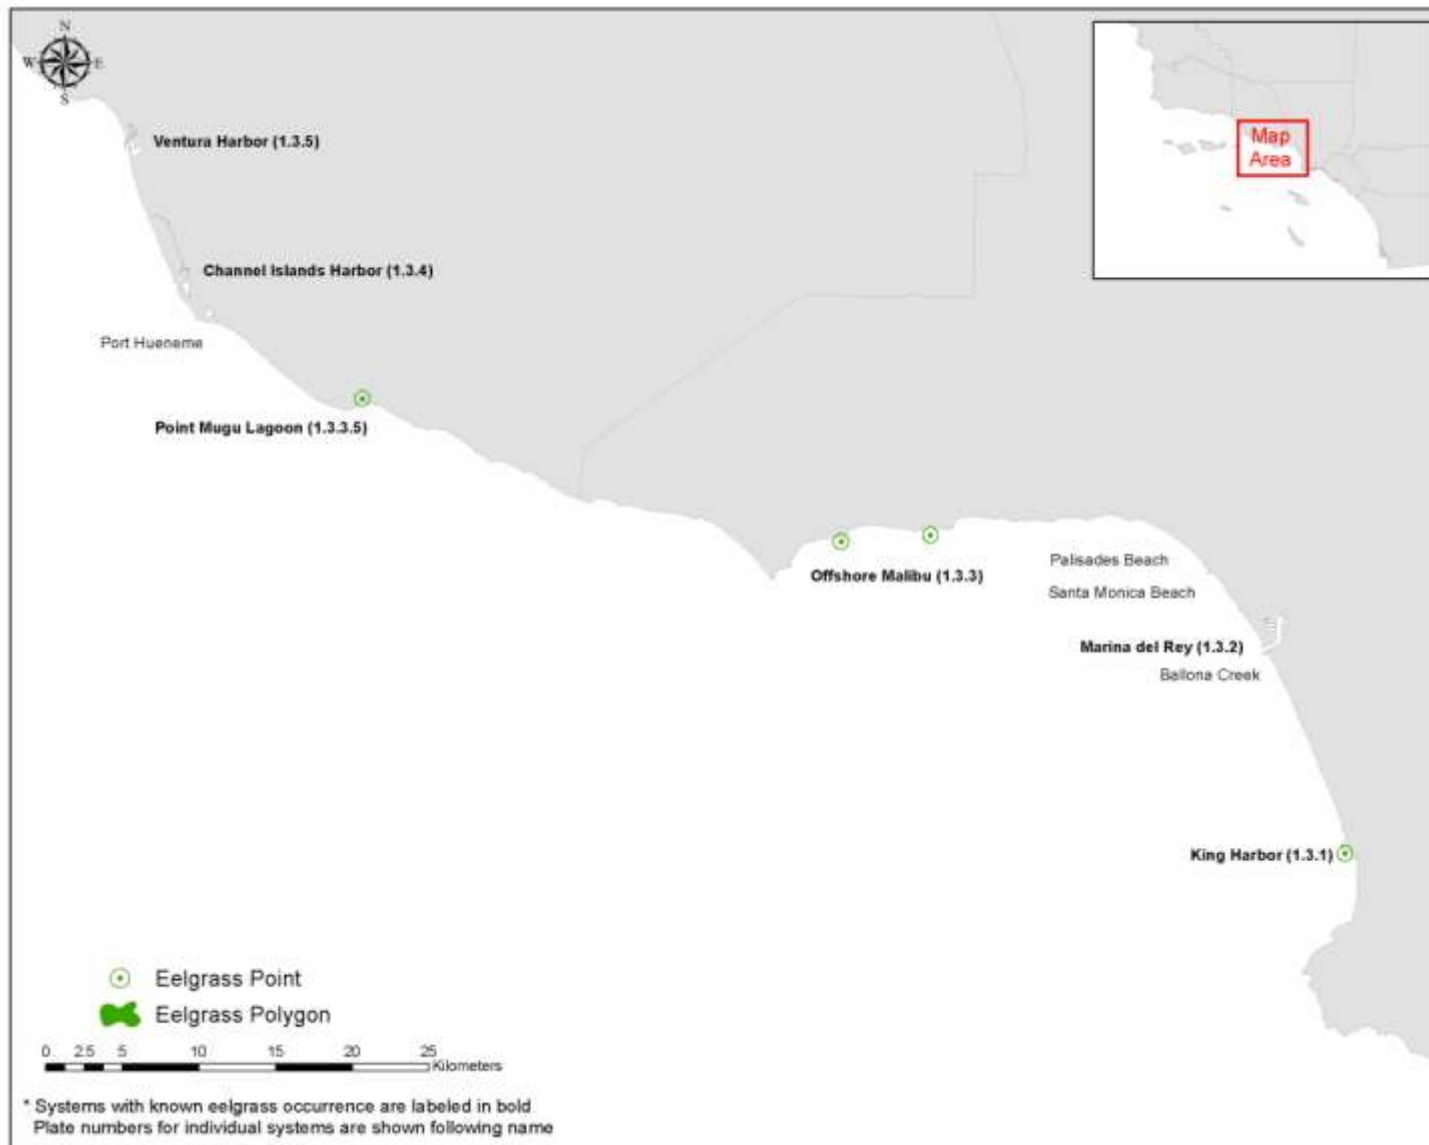 N
W E
S
Map
Area
Ventura Harbor (1.3.5)
Channel Islands Harbor (1.3.4)
Port Hueneme
Point Mugu Lagoon (1.3.3.5)
Offshore Malibu (1.3.3)
Palisades Beach
Santa Monica Beach
Marina del Rey (1.3.2)
Ballona Creek
King Harbor (1.3.1)
Eelgrass Point
Eelgrass Polygon
0 2.5 5 10 15 20 25
Kilometers
* Systems with known eelgrass occurrence are labeled in bold
Plate numbers for individual systems are shown following name